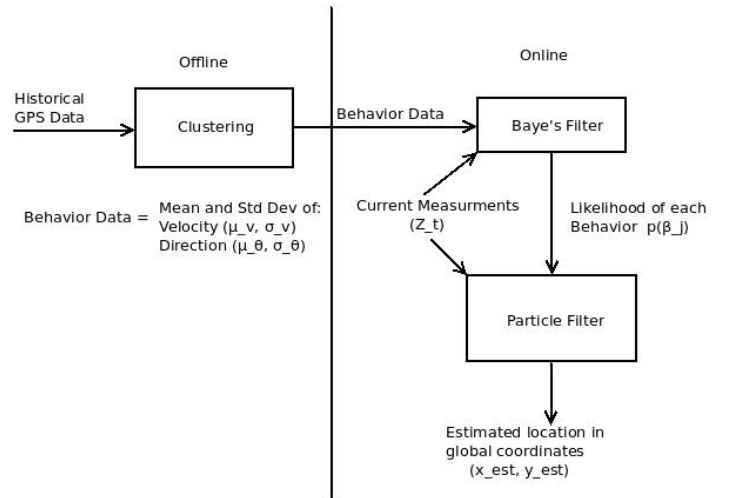 Offline
Online
Historical
GPS Data
Clustering
Behavior Data
Baye's Filter
Behavior Data =
Mean and Std Dev of:
Velocity (μ_v, σ_v)
Direction (μ_θ, σ_θ)
Current Measurments
(Z_t)
Likelihood of each
Behavior p(β_j)
Particle Filter
Estimated location in
global coordinates
(x_est, y_est)